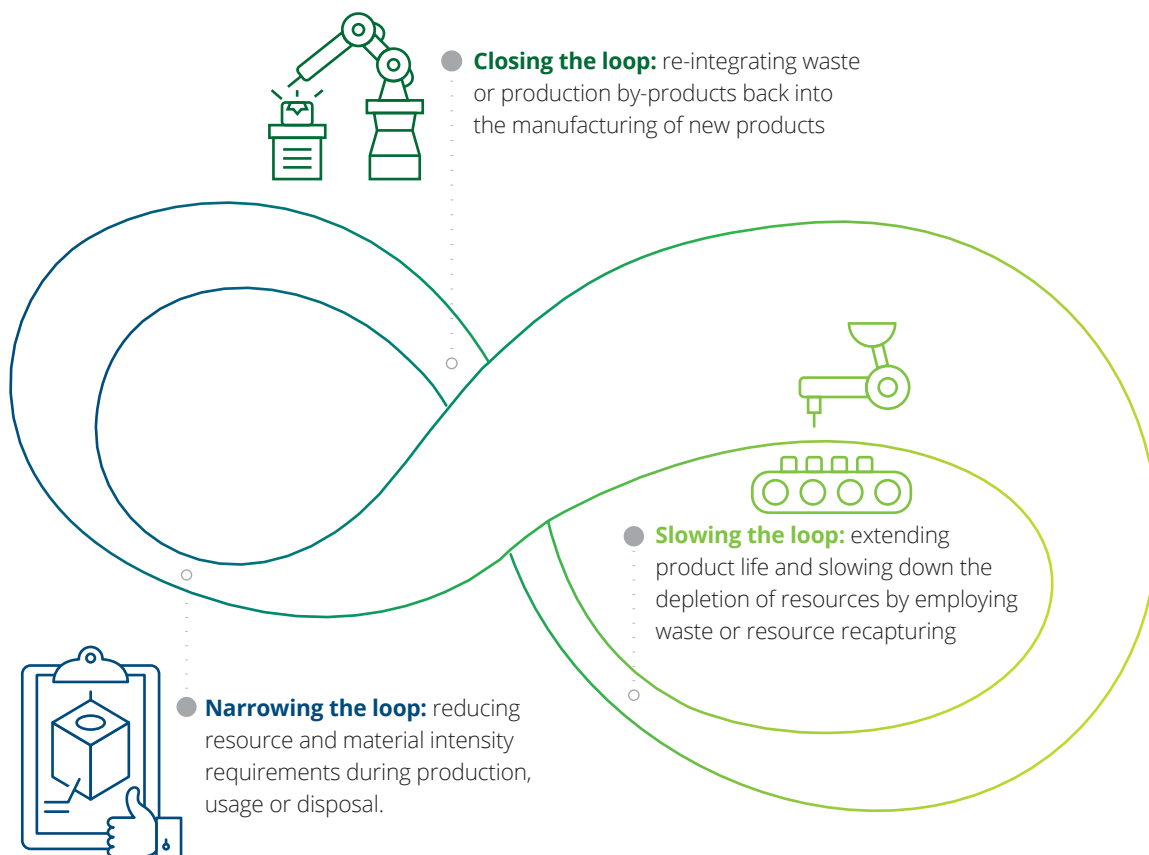 Closing the loop: re-integrating waste
or production by-products back into
the manufacturing of new products
Slowing the loop: extending
product life and slowing down the
depletion of resources by employing
waste or resource recapturing
Narrowing the loop: reducing
resource and material intensity
requirements during production,
usage or disposal.